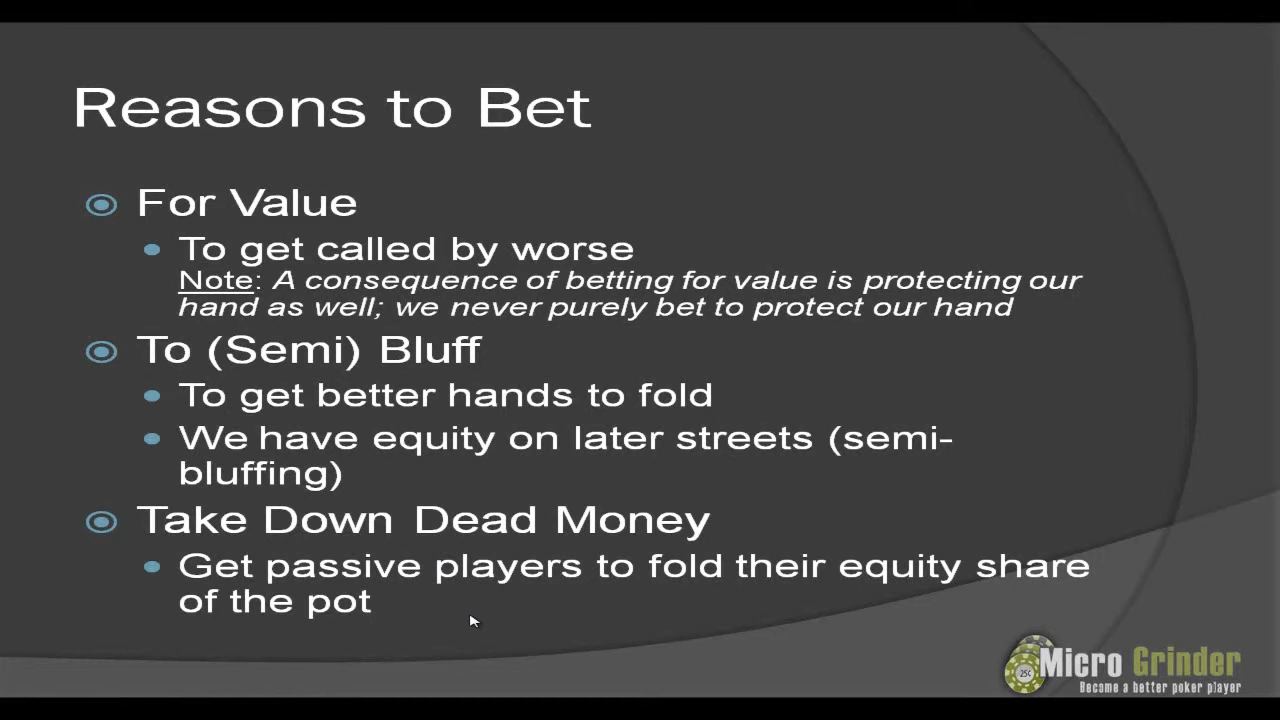 Reasons to Bet
For Value
To get called by worse
Note: A consequence of betting for value is protecting our
hand as well; we never purely bet to protect our hand
To (Semi) Bluff
To get better hands to fold
We have equity on later streets (semi-
bluffing)
Take Down Dead Money
Get passive players to fold their equity share
of the pot
25¢
Micro Grinder
Become a better poker player